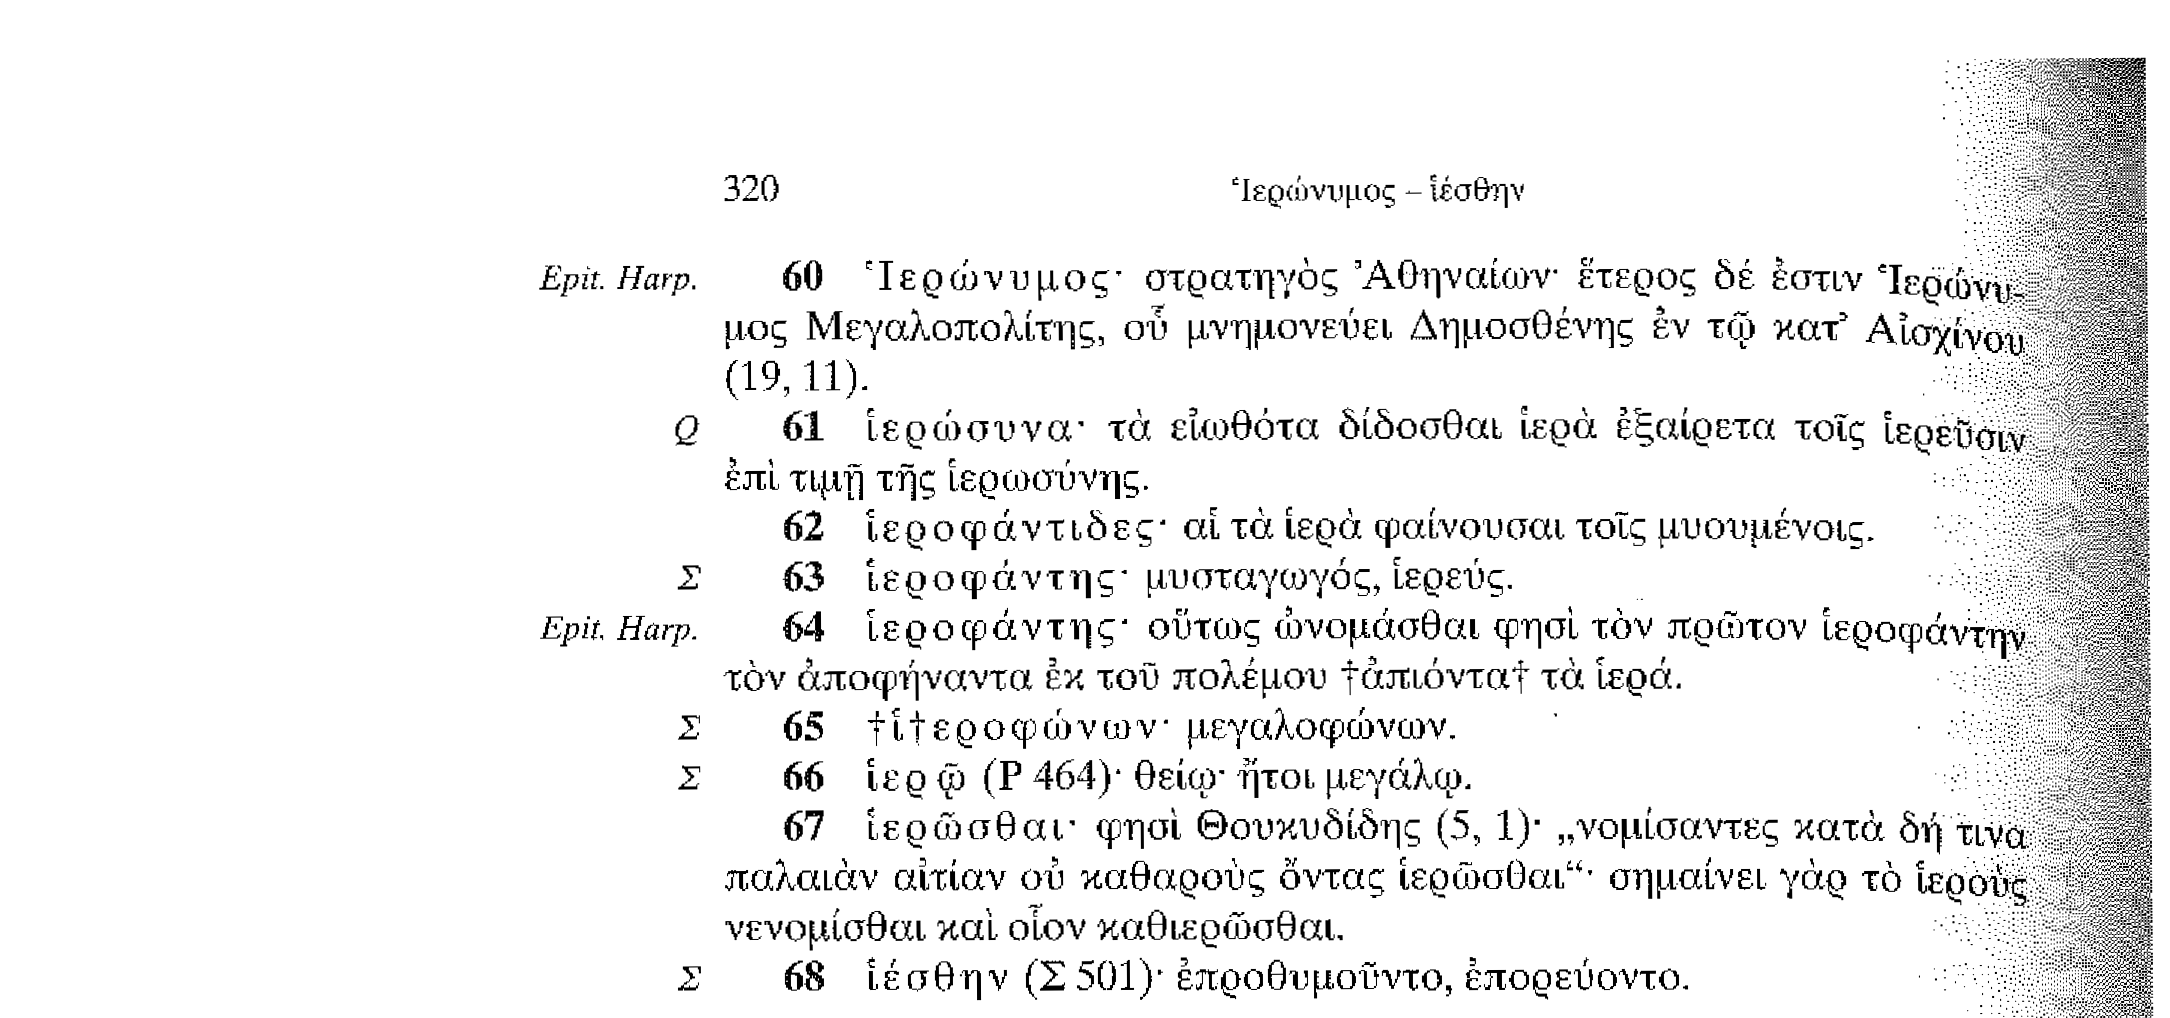 320 Ἱερώνυμος – ἱέσθην
Epit. Harp. 60 Ἱερώνυμος· στρατηγὸς Ἀθηναίων· ἕτερος δέ ἐστιν Ἱερώνυ-
μος Μεγαλοπολίτης, οὗ μνημονεύει Δημοσθένης ἐν τῷ κατ’ Αἰσχίνου
(19, 11).
Q 61 ἱερώσυνα· τὰ εἰωθότα δίδοσθαι ἱερὰ ἐξαίρετα τοῖς ἱερεῦσιν
ἐπὶ τιμῇ τῆς ἱερωσύνης.
62 ἱεροφάντιδες· αἱ τὰ ἱερὰ φαίνουσαι τοῖς μυουμένοις.
Σ 63 ἱεροφάντης· μυσταγωγός, ἱερεύς.
Epit. Harp. 64 ἱεροφάντης· οὕτως ὠνομάσθαι φησὶ τὸν πρῶτον ἱεροφάντην
τὸν ἀποφήναντα ἐκ τοῦ πολέμου †ἀπιόντα† τὰ ἱερά.
Σ 65 †ἱ†εροφώνων· μεγαλοφώνων.
Σ 66 ἱερῷ (Ρ 464)· θείῳ· ἤτοι μεγάλῳ.
67 ἱερῶσθαι· φησὶ Θουκυδίδης (5, 1)· „νομίσαντες κατὰ δή τινα
παλαιὰν αἰτίαν οὐ καθαροὺς ὄντας ἱερῶσθαι“· σημαίνει γὰρ τὸ ἱεροὺς
νενομίσθαι καὶ οἷον καθιερῶσθαι.
Σ 68 ἱέσθην (Σ 501)· ἐπροθυμοῦντο, ἐπορεύοντο.